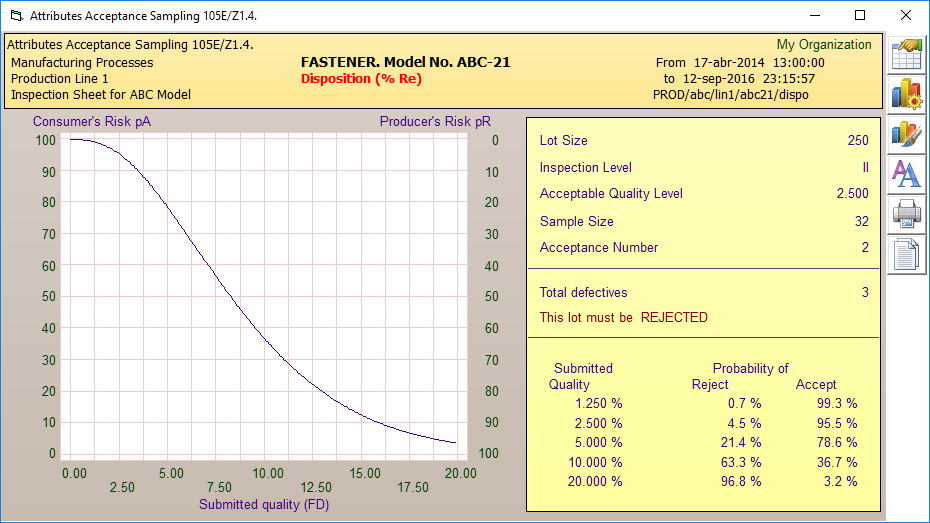 Attributes Acceptance Sampling 105E/Z1.4.
Attributes Acceptance Sampling 105E/Z1.4.
My Organization
Manufacturing Processes
FASTENER. Model No. ABC-21
From 17-abr-2014 13:00:00
Production Line 1
Disposition (% Re)
to 12-sep-2016 23:15:57
Inspection Sheet for ABC Model
PROD/abc/lin1/abc21/dispo
Consumer's Risk pA
Producer's Risk pR
100 0
90 10
80 20
70 30
60 40
50 50
40 60
30 70
20 80
10 90
0 100
0.00 5.00 10.00 15.00 20.00
2.50 7.50 12.50 17.50
Submitted quality (FD)
Lot Size 250
Inspection Level II
Acceptable Quality Level 2.500
Sample Size 32
Acceptance Number 2
Total defectives 3
This lot must be REJECTED
Submitted Probability of
Quality Reject Accept
1.250 % 0.7 % 99.3 %
2.500 % 4.5 % 95.5 %
5.000 % 21.4 % 78.6 %
10.000 % 63.3 % 36.7 %
20.000 % 96.8 % 3.2 %